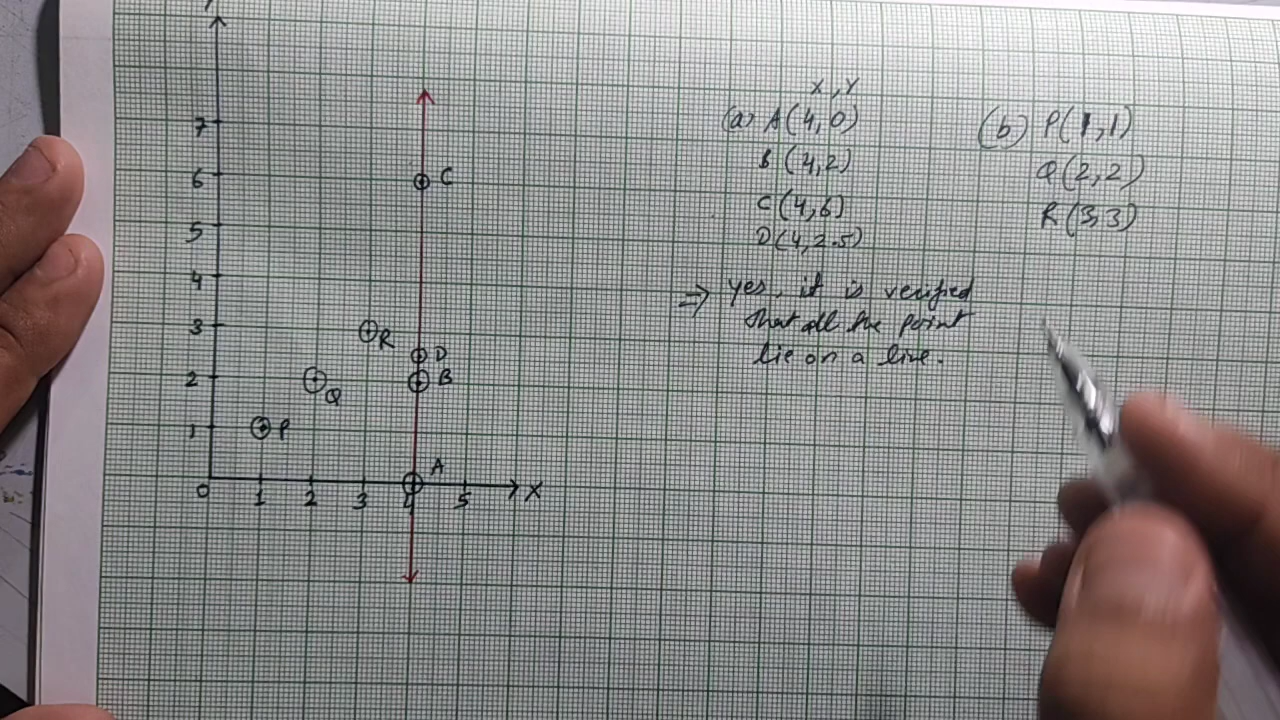 X, Y
(a) A(4,0)
B(4,2)
C(4,6)
D(4,2.5)
⇒ Yes, it is verified
that all the point
lie on a line.
(b) P(1,1)
Q(2,2)
R(3,3)
7
6
5
4
3
2
1
0
1 2 3 4 5 X
C
R
D
B
Q
P
A